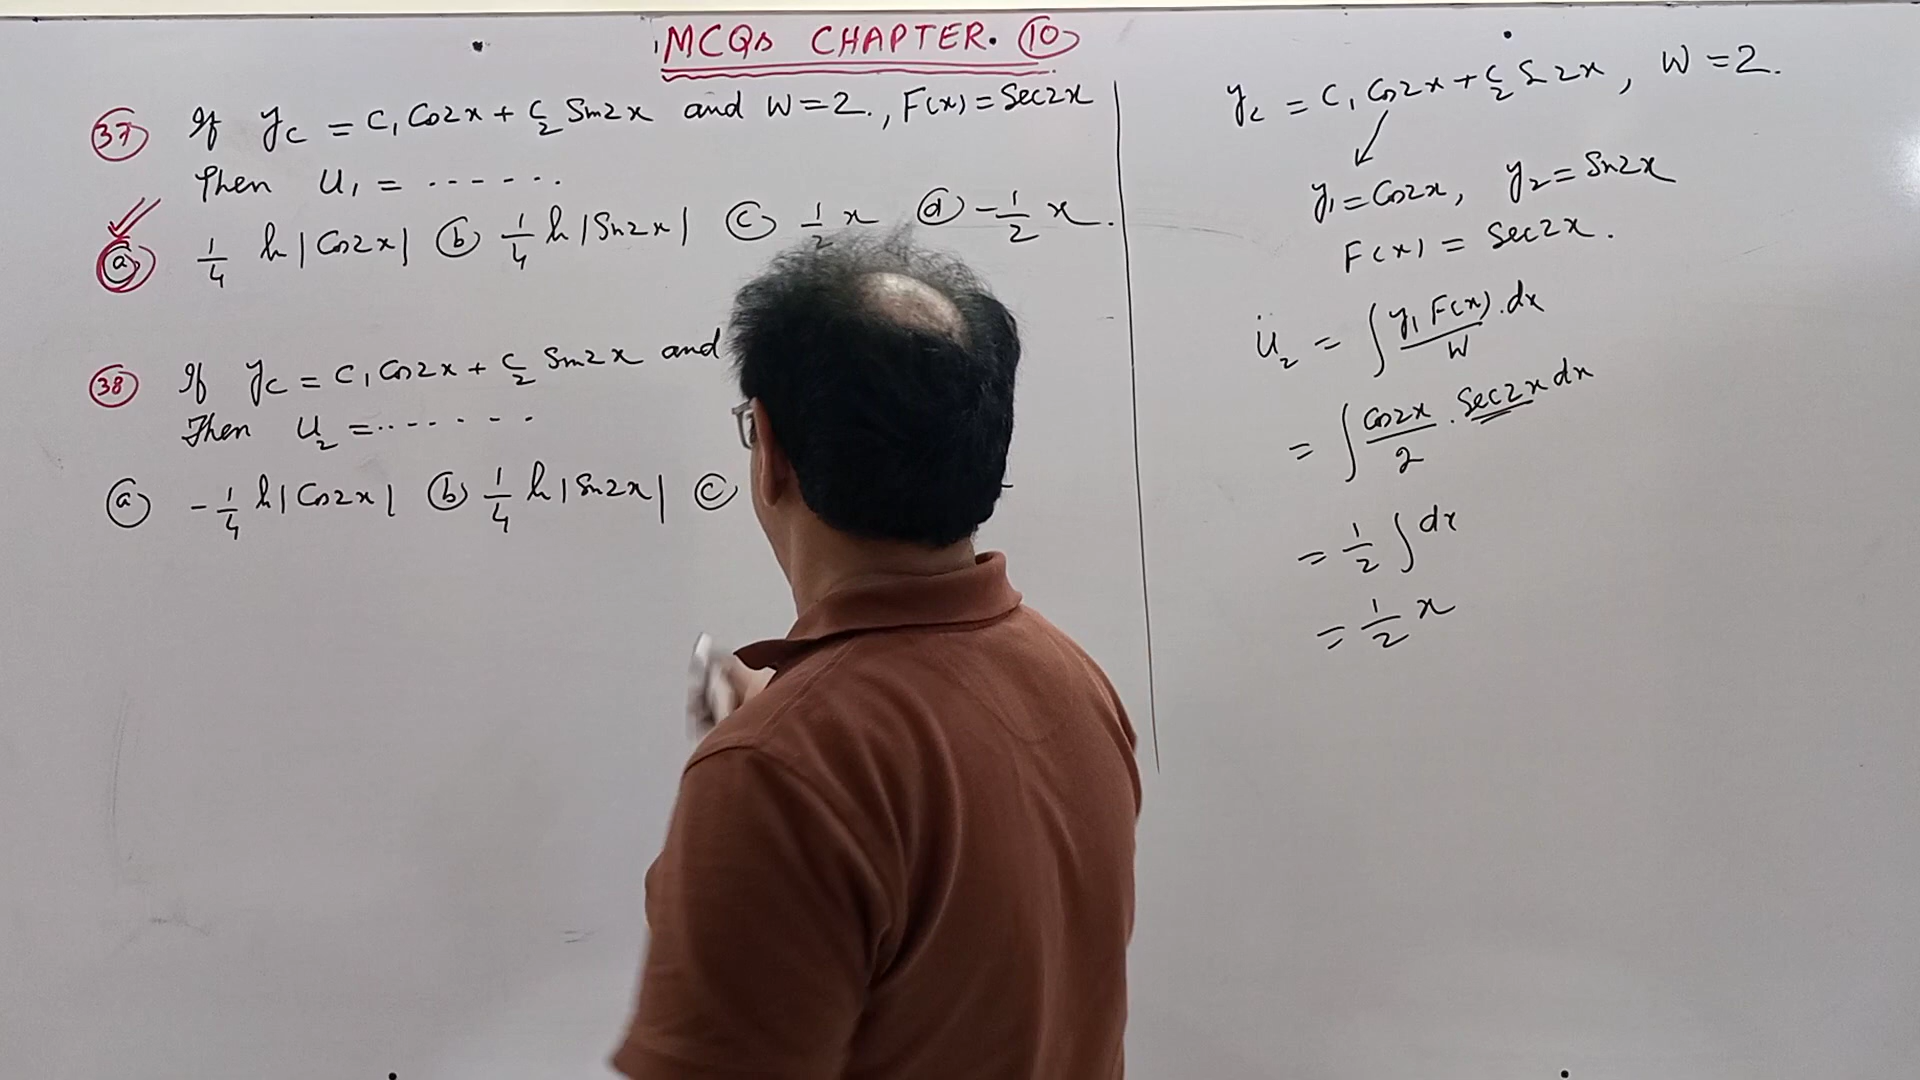 MCQs CHAPTER. 10
37 If yc = C1 Cos2x + C2 Sin2x and W = 2., F(x) = Sec2x
Then U1 = ......
a 1/4 ln |Cos2x| b 1/4 ln |Sin2x| c 1/2 x d -1/2 x.
38 If yc = C1 Cos2x + C2 Sin2x and
Then U2 = .......
a -1/4 ln |Cos2x| b 1/4 ln |Sin2x| c
yc = C1 Cos2x + C2 S 2x, W = 2.
y1 = Cos2x, y2 = Sin2x
F(x) = Sec2x.
U2 = ∫ y1 F(x)/W . dx
= ∫ Cos2x/2 . Sec2x dx
= 1/2 ∫ dx
= 1/2 x